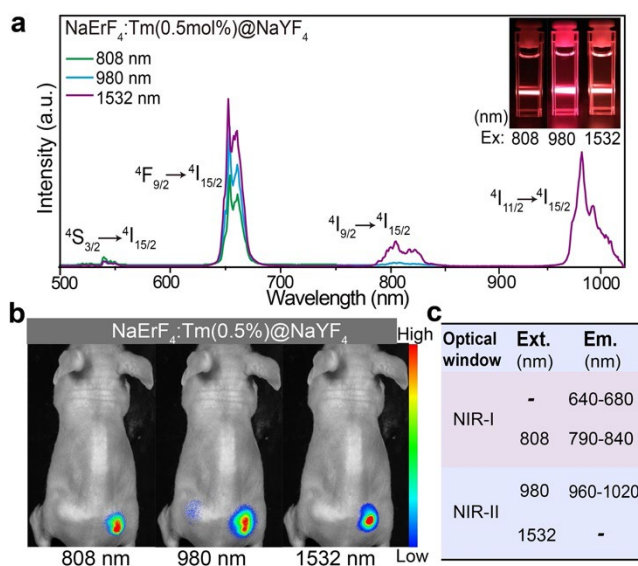 a
NaErF₄:Tm(0.5mol%)@NaYF₄
808 nm
980 nm
1532 nm
(nm)
Ex: 808 980 1532
Intensity (a.u.)
⁴S₃/₂→⁴I₁₅/₂
⁴F₉/₂→⁴I₁₅/₂
⁴I₉/₂→⁴I₁₅/₂
⁴I₁₁/₂→⁴I₁₅/₂
500 600 700 800 900 1000
Wavelength (nm)
b
NaErF₄:Tm(0.5%)@NaYF₄
High
Low
808 nm 980 nm 1532 nm
c
Optical window Ext. (nm) Em. (nm)
NIR-I - 640-680
808 790-840
NIR-II 980 960-1020
1532 -